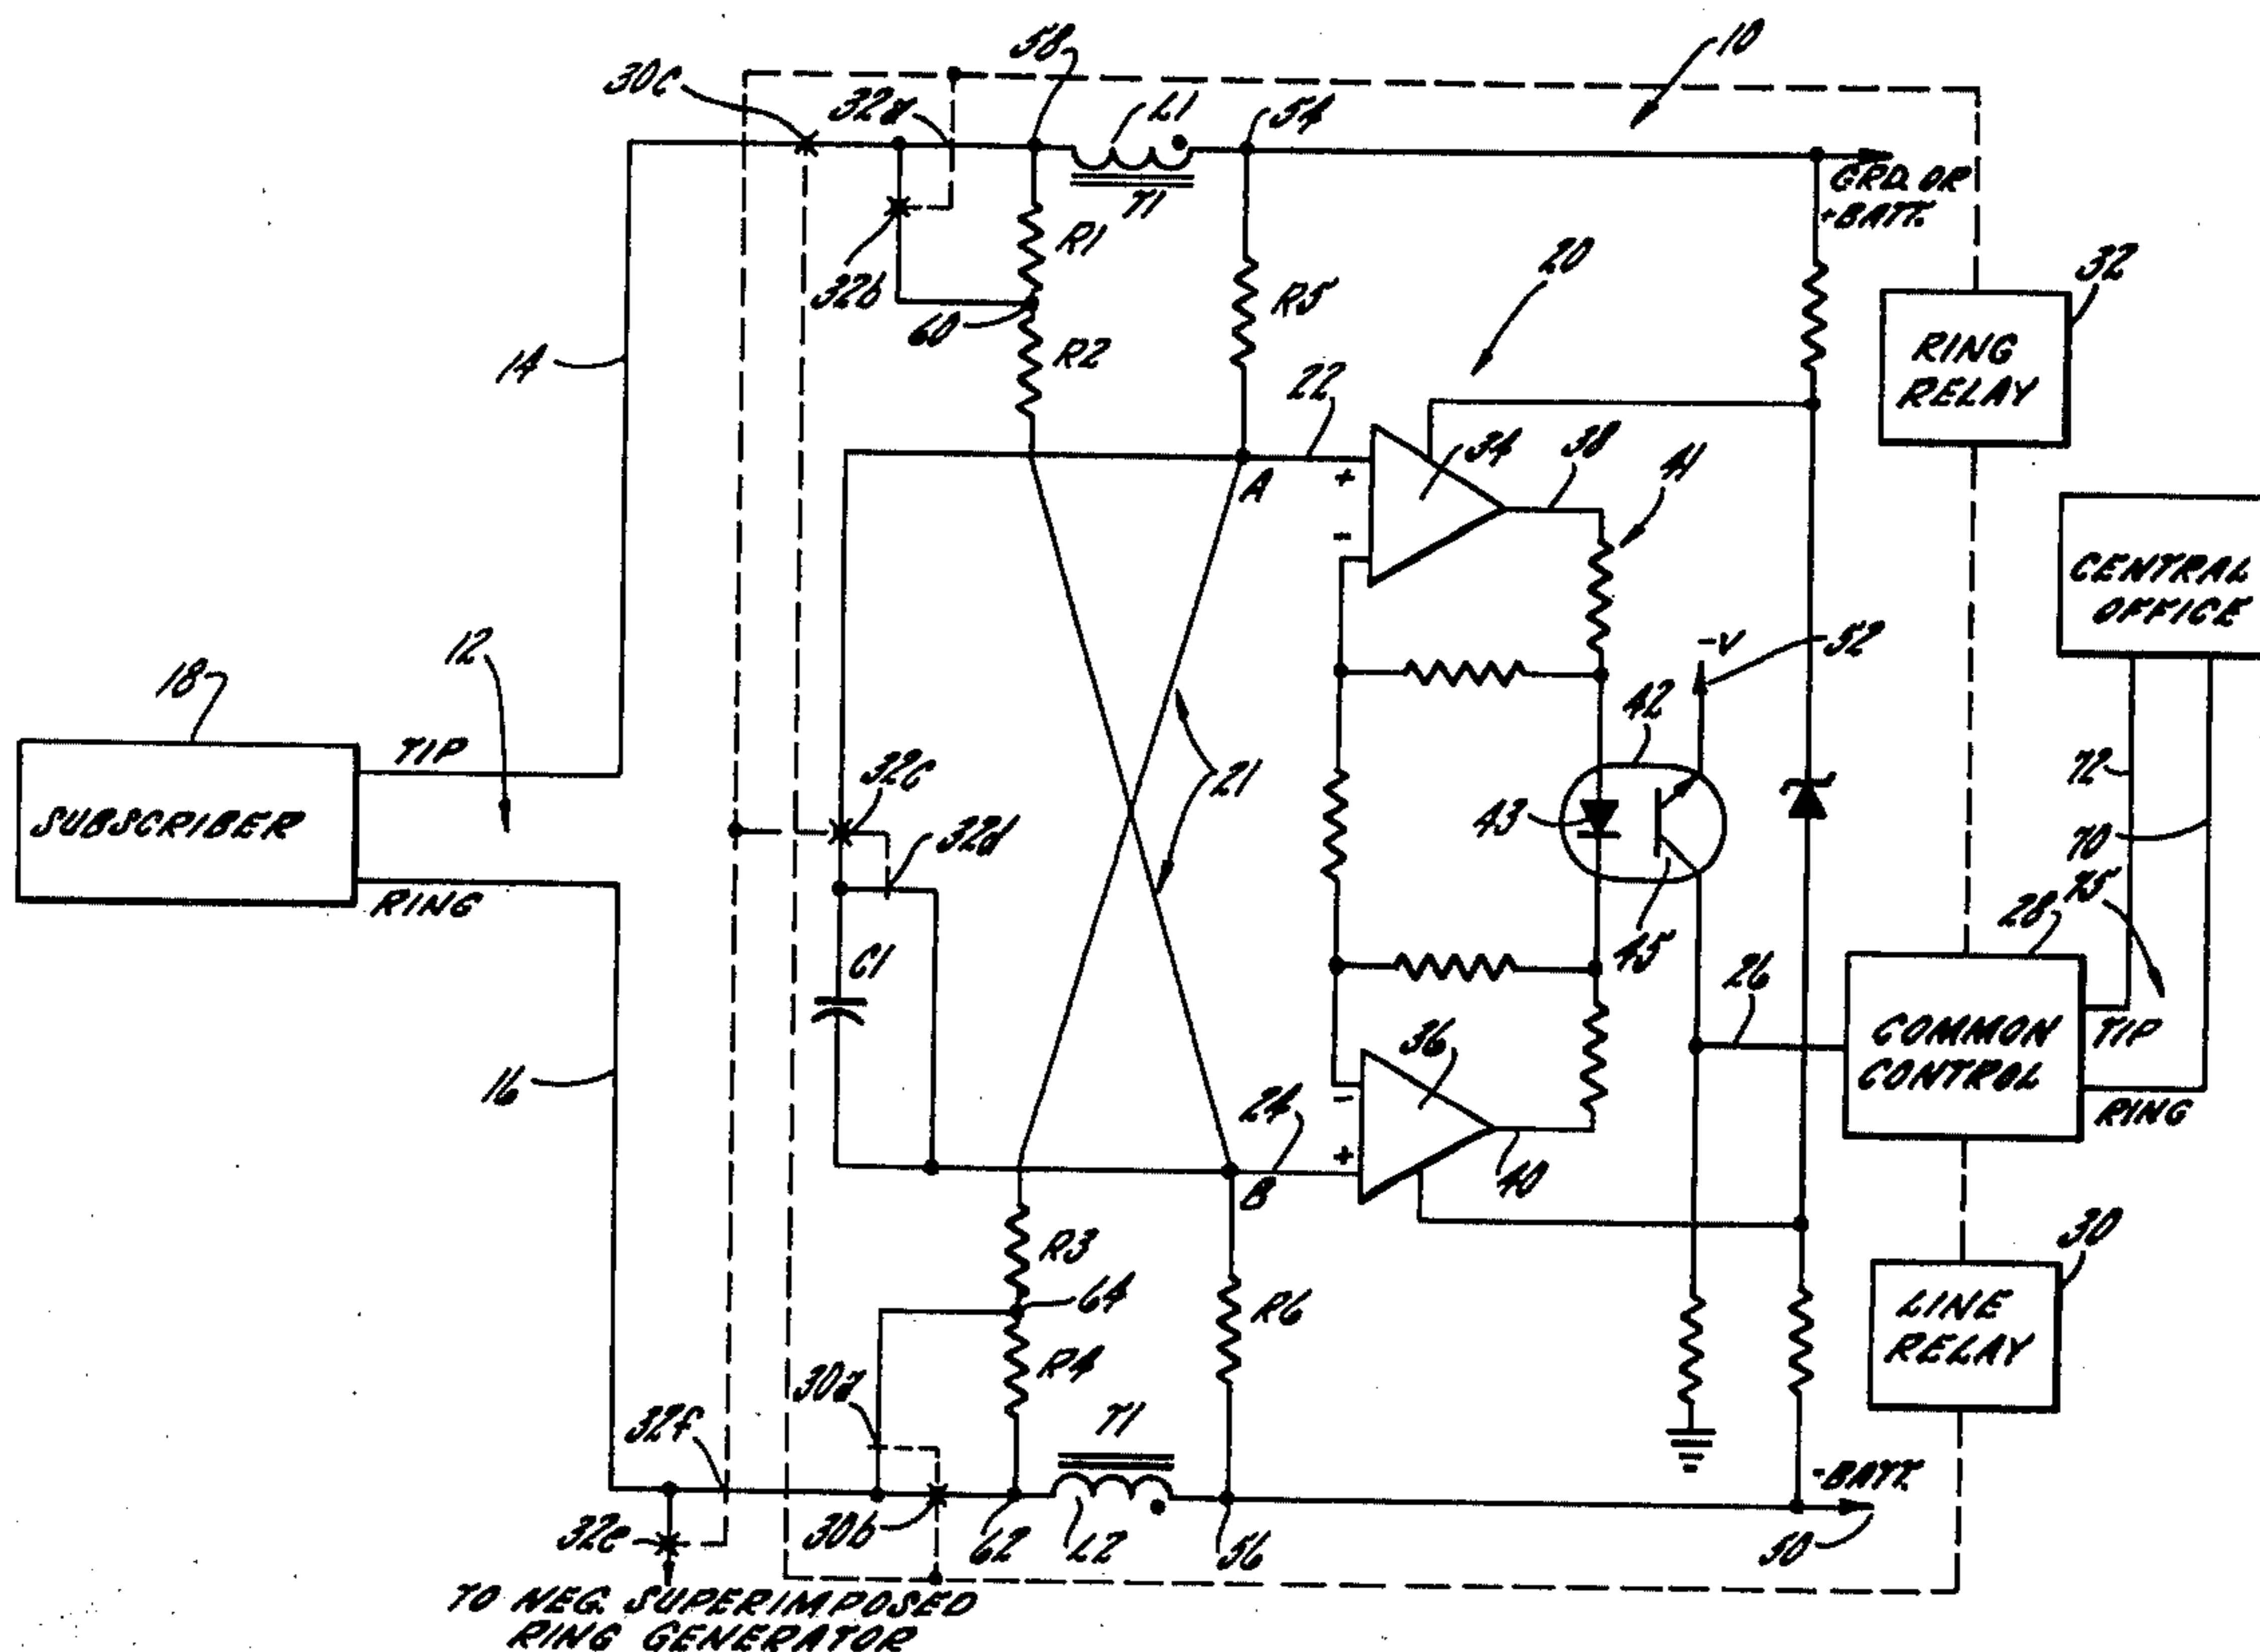 10
58
30c
32a
L1
54
T1
GRD. OR
+BATT.
32b
60
R1
R2
R5
20
32
RING
RELAY
14
22
34
38
41
A
+
-
CENTRAL
OFFICE
-V
52
12
18
TIP
SUBSCRIBER
RING
32c
32d
21
42
43
45
72
70
75
28
C1
26
COMMON
CONTROL
TIP
RING
16
36
24
-
+
B
40
R3
64
R4
R6
30
LINE
RELAY
30a
T1
32f
32e
30b
62
L2
56
-BATT.
50
TO NEG. SUPERIMPOSED
RING GENERATOR